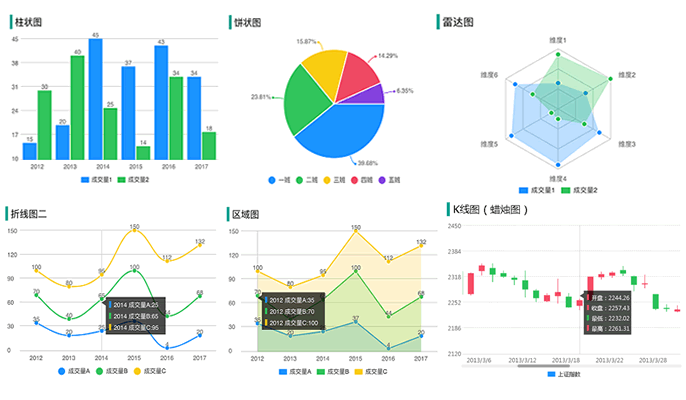 柱状图
45
38
31
24
17
10
15
33
20
40
45
25
37
14
43
34
34
18
2012 2013 2014 2015 2016 2017
成交量1 成交量2
饼状图
15.87%
14.29%
6.35%
23.81%
39.68%
一班 二班 三班 四班 五班
雷达图
维度1
维度6 维度2
维度5 维度3
维度4
成交量1 成交量2
折线图二
150
120
90
60
30
0
100 80 95 150 112 132
70 40 65 100 44 68
35 20 25 37 4 20
2014 成交量A:25
2014 成交量B:65
2014 成交量C:95
2012 2013 2014 2015 2016 2017
成交量A 成交量B 成交量C
区域图
150
120
90
60
30
0
100 80 95 150 112 132
70 100 44 68
35 20 25 37 4 20
2012 成交量A:35
2012 成交量B:70
2012 成交量C:100
2012 2013 2014 2015 2016 2017
成交量A 成交量B 成交量C
K线图（蜡烛图）
2450
2384
2318
2252
2186
2120
开盘：2244.26
收盘：2257.43
最低：2232.02
最高：2261.31
2013/3/6 2013/3/12 2013/3/18 2013/3/22 2013/3/28
上证指数